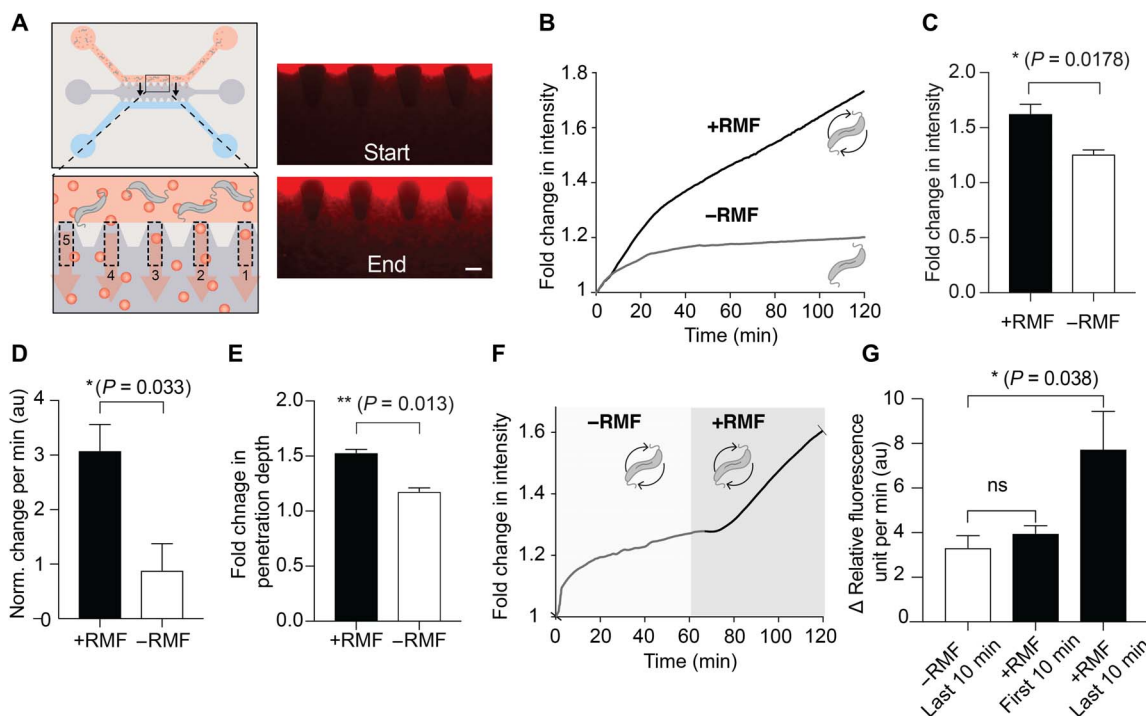 A
Start
End
5
4
3
2
1
B
Fold change in intensity
1.8
1.6
1.4
1.2
1
+RMF
–RMF
0
20
40
60
80
100
120
Time (min)
C
Fold change in intensity
* (P = 0.0178)
2.0
1.5
1.0
0.5
0.0
+RMF
–RMF
D
Norm. change per min (au)
* (P = 0.033)
4
3
2
1
–0
+RMF
–RMF
E
Fold chnage in
penetration depth
** (P = 0.013)
2.0
1.5
1.0
0.5
0.0
+RMF
–RMF
F
Fold change in intensity
–RMF
+RMF
1.6
1.4
1.2
1
0
20
40
60
80
100
120
Time (min)
G
Δ Relative fluorescence
unit per min (au)
* (P = 0.038)
ns
10
8
6
4
2
0
–RMF
Last 10 min
+RMF
First 10 min
+RMF
Last 10 min